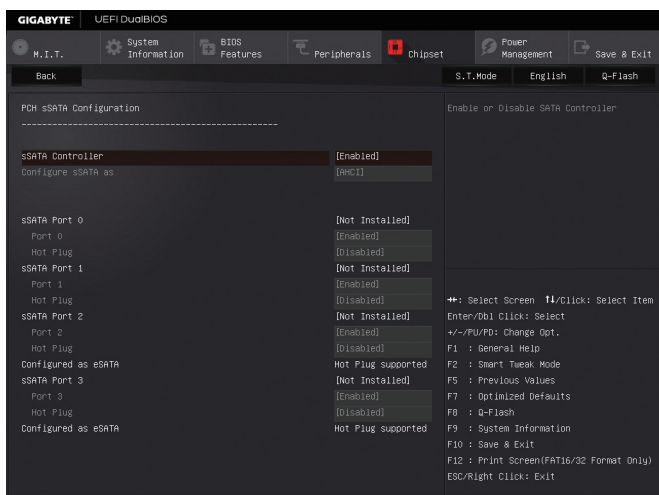 GIGABYTE™ UEFI DualBIOS
M.I.T. System Information BIOS Features Peripherals Chipset Power Management Save & Exit
Back S.T.Mode English Q-Flash
PCH sSATA Configuration
Enable or Disable SATA Controller
--------------------------------------------------
sSATA Controller [Enabled]
Configure sSATA as [AHCI]
sSATA Port 0 [Not Installed]
Port 0 [Enabled]
Hot Plug [Disabled]
sSATA Port 1 [Not Installed]
Port 1 [Enabled]
Hot Plug [Disabled]
sSATA Port 2 [Not Installed]
Port 2 [Enabled]
Hot Plug [Disabled]
Configured as eSATA Hot Plug supported
sSATA Port 3 [Not Installed]
Port 3 [Enabled]
Hot Plug [Disabled]
Configured as eSATA Hot Plug supported
→←: Select Screen ↑↓/Click: Select Item
Enter/Dbl Click: Select
+/-/PU/PD: Change Opt.
F1 : General Help
F2 : Smart Tweak Mode
F5 : Previous Values
F7 : Optimized Defaults
F8 : Q-Flash
F9 : System Information
F10 : Save & Exit
F12 : Print Screen(FAT16/32 Format Only)
ESC/Right Click: Exit